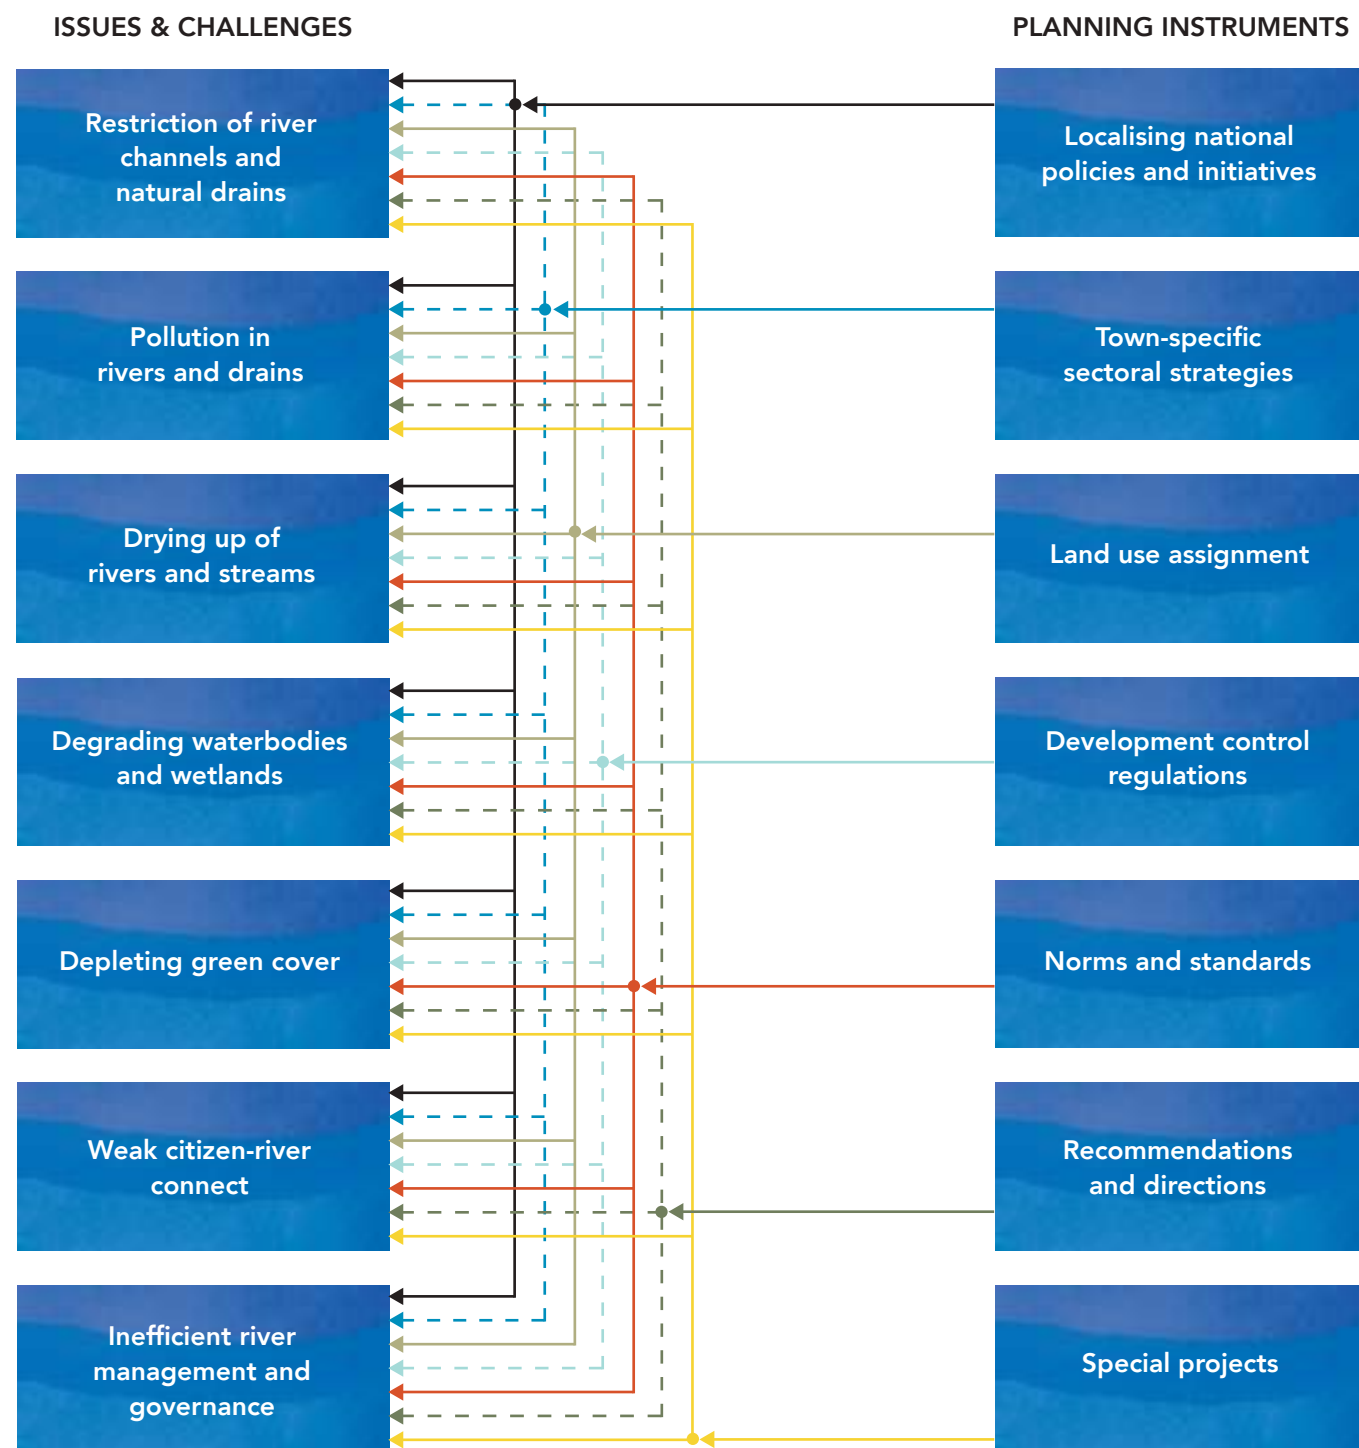 ISSUES & CHALLENGES
PLANNING INSTRUMENTS
Restriction of river
channels and
natural drains
Localising national
policies and initiatives
Pollution in
rivers and drains
Town-specific
sectoral strategies
Drying up of
rivers and streams
Land use assignment
Degrading waterbodies
and wetlands
Development control
regulations
Depleting green cover
Norms and standards
Weak citizen-river
connect
Recommendations
and directions
Inefficient river
management and
governance
Special projects